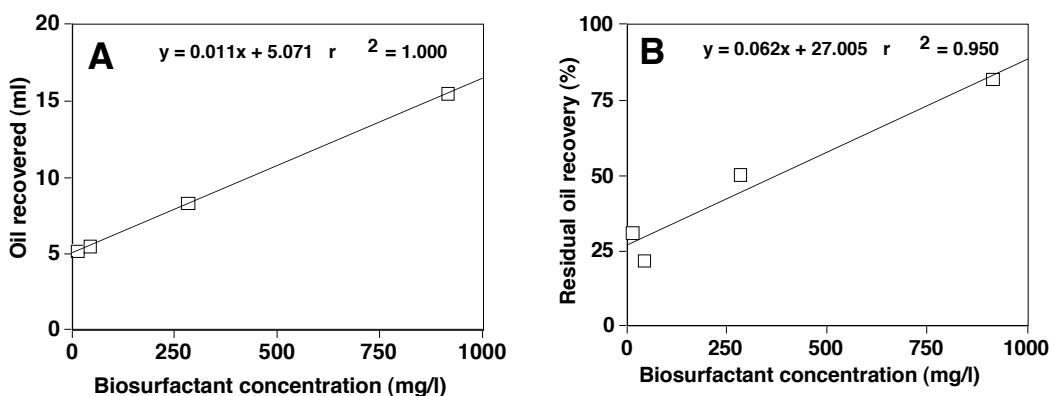 A
y = 0.011x + 5.071 r 2 = 1.000
Oil recovered (ml)
20
15
10
5
0
0 250 500 750 1000
Biosurfactant concentration (mg/l)
B
y = 0.062x + 27.005 r 2 = 0.950
Residual oil recovery (%)
100
75
50
25
0
0 250 500 750 1000
Biosurfactant concentration (mg/l)